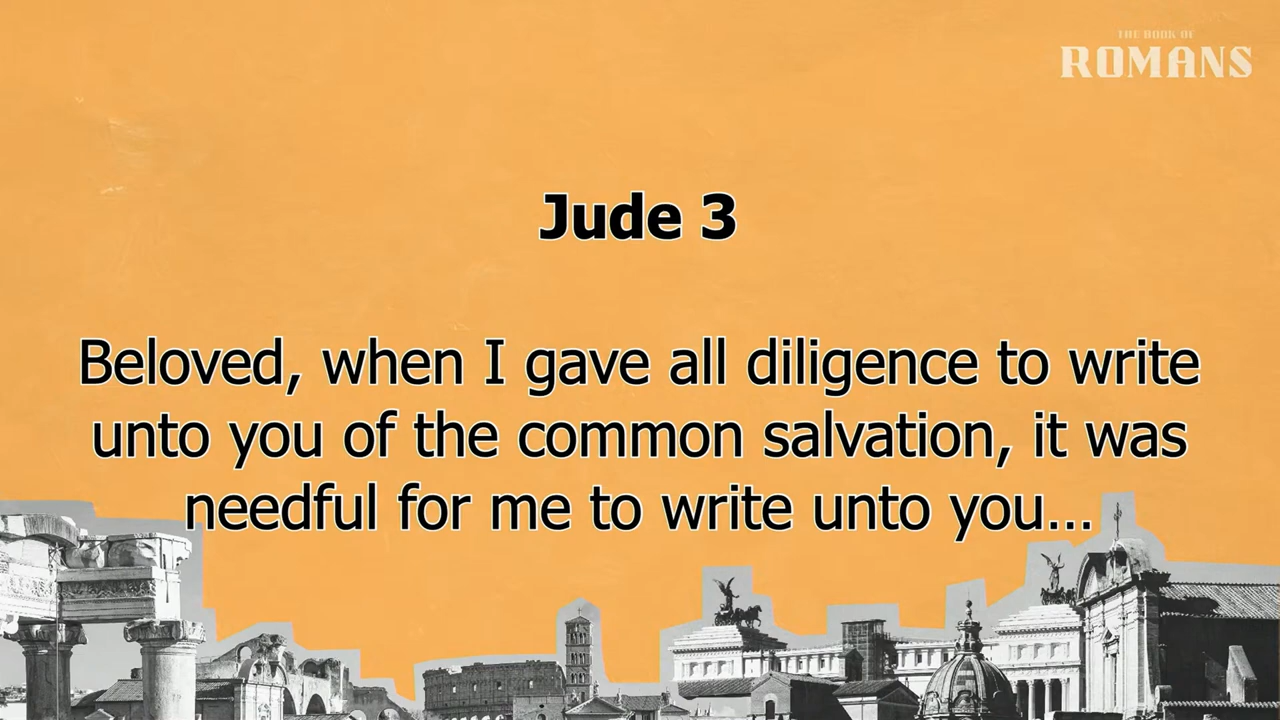 THE BOOK OF
ROMANS
Jude 3
Beloved, when I gave all diligence to write
unto you of the common salvation, it was
needful for me to write unto you...